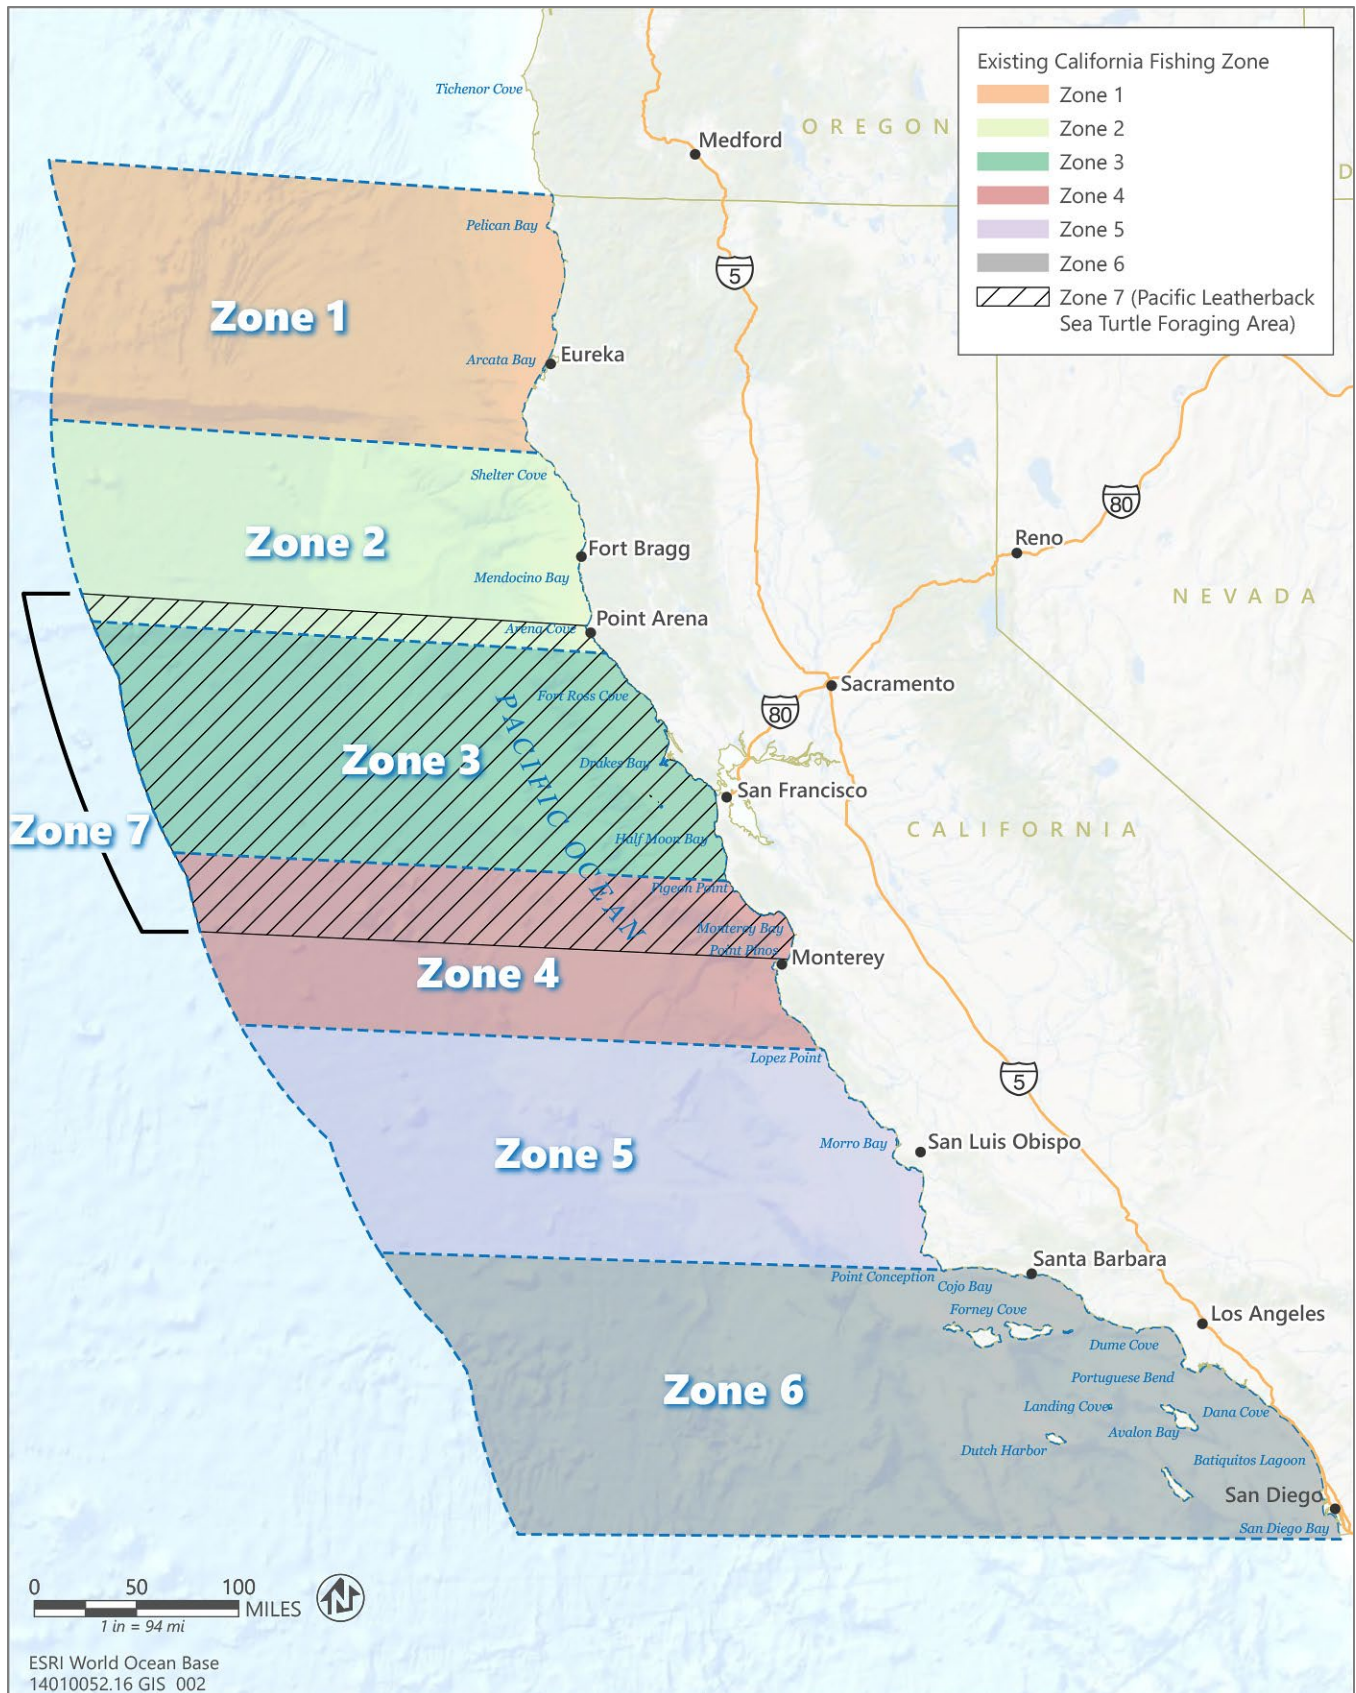 Existing California Fishing Zone
Zone 1
Zone 2
Zone 3
Zone 4
Zone 5
Zone 6
Zone 7 (Pacific Leatherback
Sea Turtle Foraging Area)
Tichenor Cove
OREGON
Medford
D
Pelican Bay
5
Zone 1
Arcata Bay
Eureka
Shelter Cove
80
Zone 2
Fort Bragg
Reno
Mendocino Bay
NEVADA
Point Arena
Arena Cove
Sacramento
Fort Ross Cove
80
PACIFIC OCEAN
Zone 3
Drakes Bay
San Francisco
CALIFORNIA
Zone 7
Half Moon Bay
Pigeon Point
Monterey Bay
Point Pinos
Monterey
Zone 4
Lopez Point
5
Morro Bay
San Luis Obispo
Zone 5
Santa Barbara
Point Conception
Cojo Bay
Forney Cove
Los Angeles
Dume Cove
Portuguese Bend
Zone 6
Landing Cove
Dana Cove
Avalon Bay
Dutch Harbor
Batiquitos Lagoon
San Diego
San Diego Bay
0 50 100
MILES
N
1 in = 94 mi
ESRI World Ocean Base
14010052.16 GIS 002